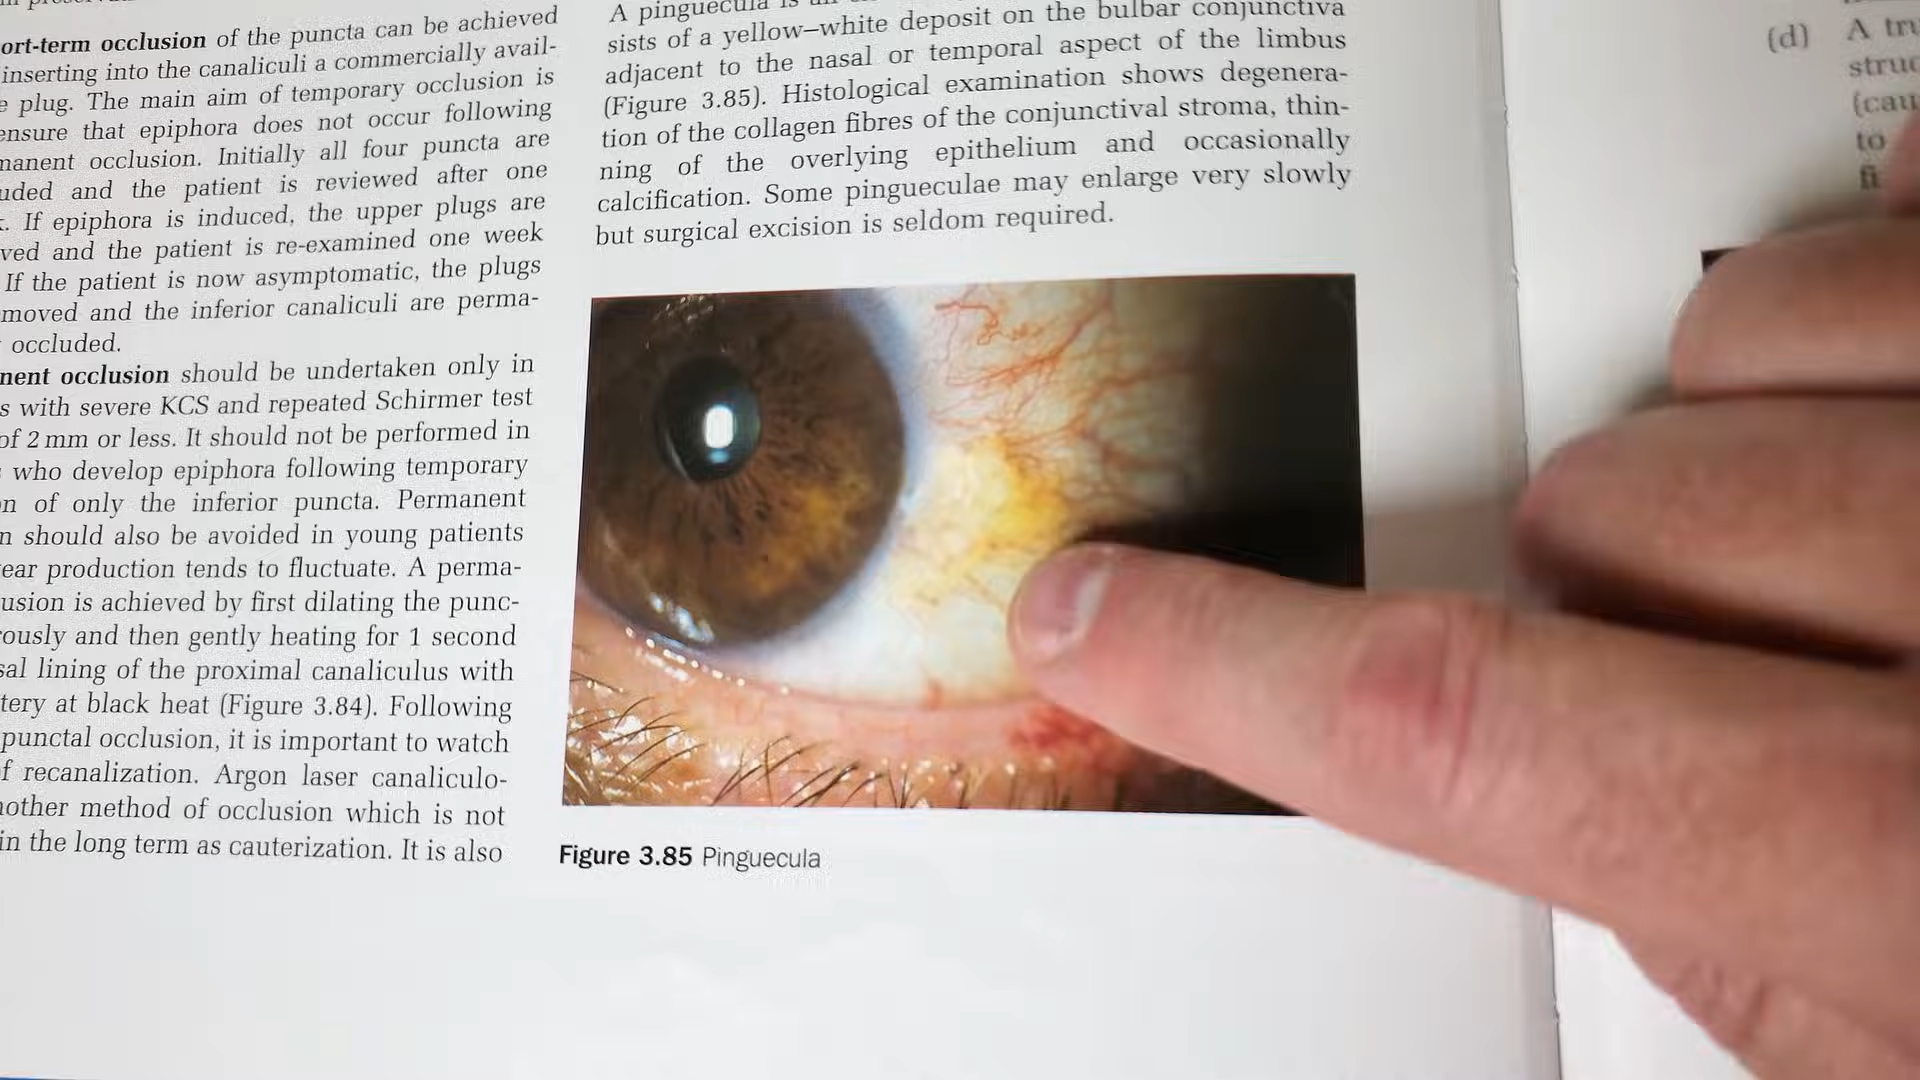 ort-term occlusion of the puncta can be achieved
inserting into the canaliculi a commercially avail-
e plug. The main aim of temporary occlusion is
ensure that epiphora does not occur following
manent occlusion. Initially all four puncta are
uded and the patient is reviewed after one
. If epiphora is induced, the upper plugs are
ved and the patient is re-examined one week
If the patient is now asymptomatic, the plugs
moved and the inferior canaliculi are perma-
occluded.
nent occlusion should be undertaken only in
s with severe KCS and repeated Schirmer test
of 2 mm or less. It should not be performed in
who develop epiphora following temporary
on of only the inferior puncta. Permanent
n should also be avoided in young patients
ear production tends to fluctuate. A perma-
usion is achieved by first dilating the punc-
ously and then gently heating for 1 second
sal lining of the proximal canaliculus with
tery at black heat (Figure 3.84). Following
punctal occlusion, it is important to watch
f recanalization. Argon laser canaliculo-
nother method of occlusion which is not
in the long term as cauterization. It is also
A pinguecula is an
sists of a yellow–white deposit on the bulbar conjunctiva
adjacent to the nasal or temporal aspect of the limbus
(Figure 3.85). Histological examination shows degenera-
tion of the collagen fibres of the conjunctival stroma, thin-
ning of the overlying epithelium and occasionally
calcification. Some pingueculae may enlarge very slowly
but surgical excision is seldom required.
Figure 3.85 Pinguecula
(d) A tru
struc
(cau
to
fi